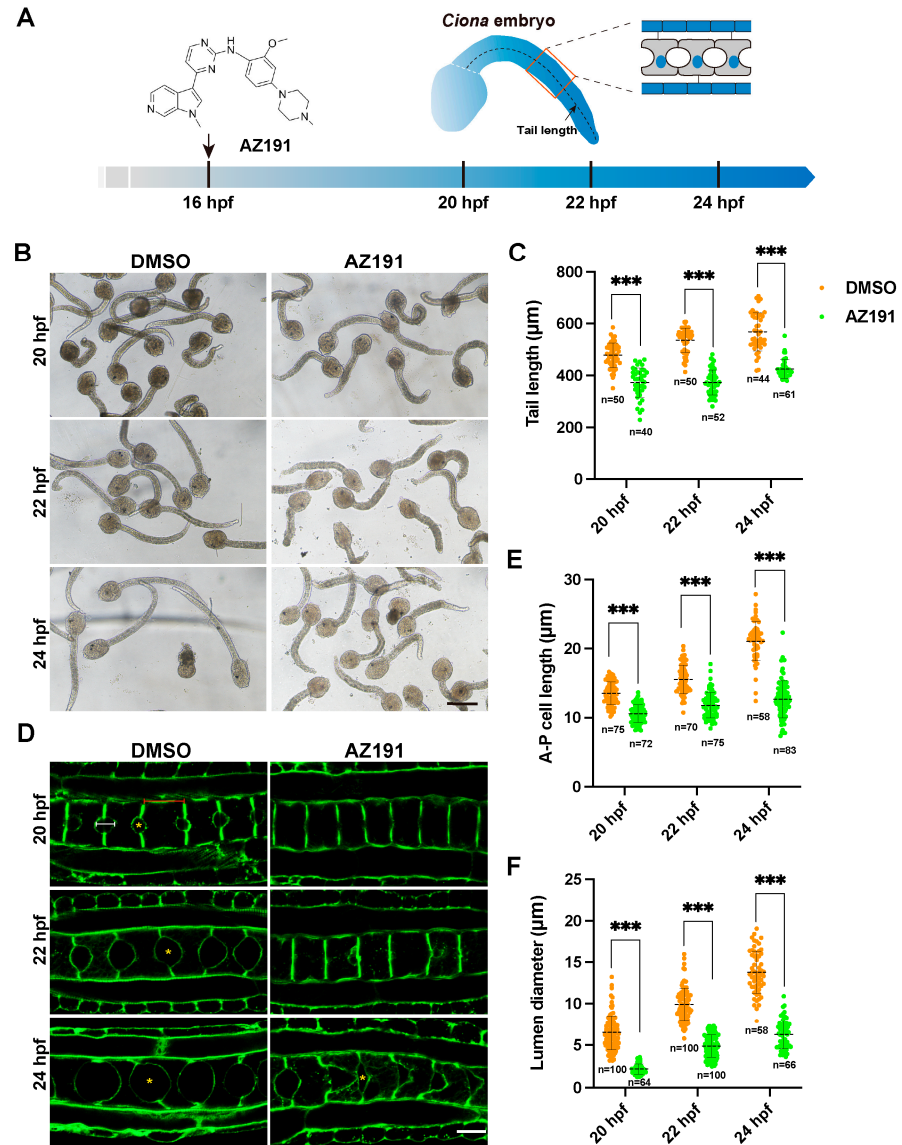 A
Ciona embryo
N
N
N
H
N
O
N
N
N
N
Tail length
AZ191
16 hpf
20 hpf
22 hpf
24 hpf
B
DMSO
AZ191
20 hpf
22 hpf
24 hpf
C
DMSO
AZ191
Tail length (µm)
800
600
400
200
0
***
***
***
n=50
n=40
n=50
n=52
n=44
n=61
20 hpf
22 hpf
24 hpf
D
DMSO
AZ191
20 hpf
22 hpf
24 hpf
*
*
*
*
E
A-P cell length (µm)
30
20
10
0
***
***
***
n=75
n=72
n=70
n=75
n=58
n=83
20 hpf
22 hpf
24 hpf
F
Lumen diameter (µm)
25
20
15
10
5
0
***
***
***
n=100
n=64
n=100
n=100
n=58
n=66
20 hpf
22 hpf
24 hpf